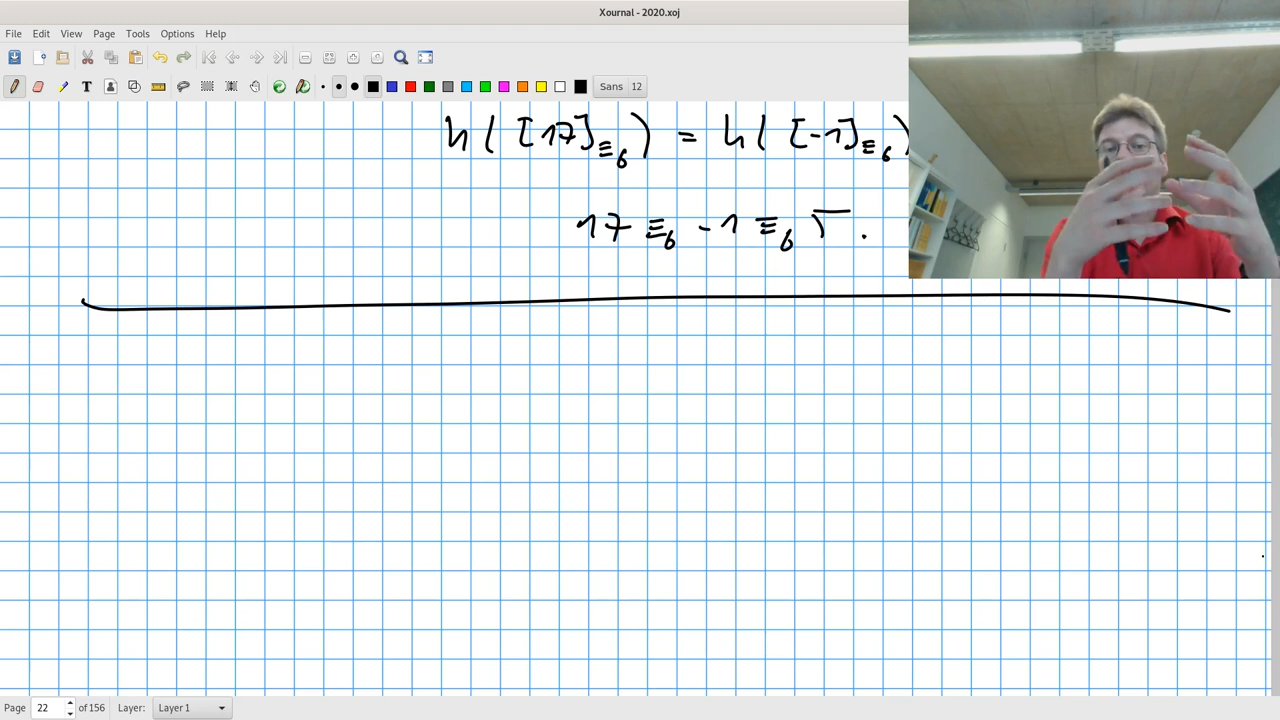 Xournal - 2020.xoj
File Edit View Page Tools Options Help
Sans 12
h ( [17]≡₆ ) = h ( [-1]≡₆ )
17 ≡₆ -1 ≡₆ 5 .
Page 22 of 156 Layer: Layer 1